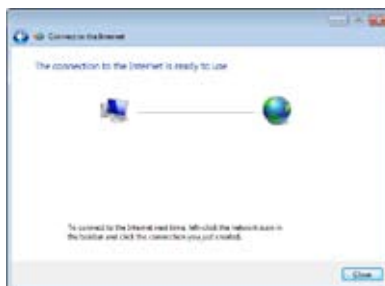 Connect to the Internet
The connection to the Internet is ready to use
To connect to the Internet next time, left-click the network icon in
the taskbar and click the connection you just created.
Close